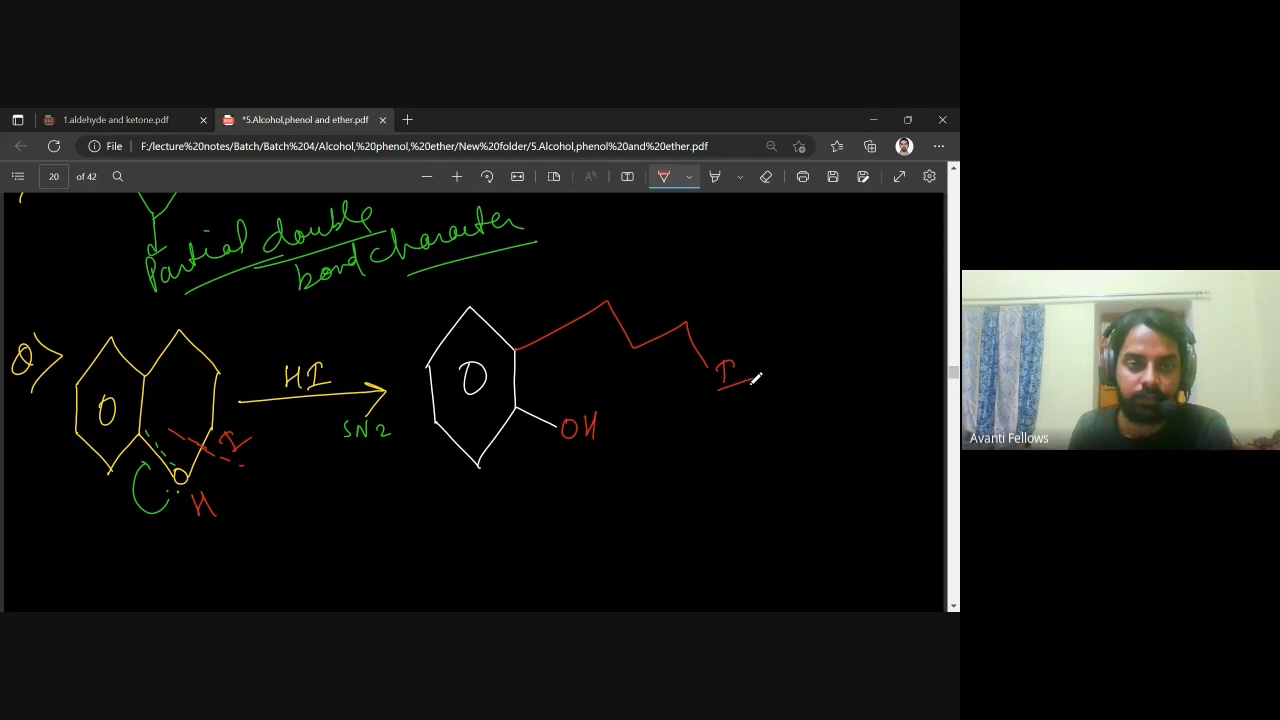 1.aldehyde and ketone.pdf
*5.Alcohol,phenol and ether.pdf
File
F:/lecture%20notes/Batch/Batch%204/Alcohol,%20phenol,%20ether/New%20folder/5.Alcohol,phenol%20and%20ether.pdf
20 of 42
Partial double
bond character
Q>
HI
SN2
O
I
H
I
OH
Avanti Fellows